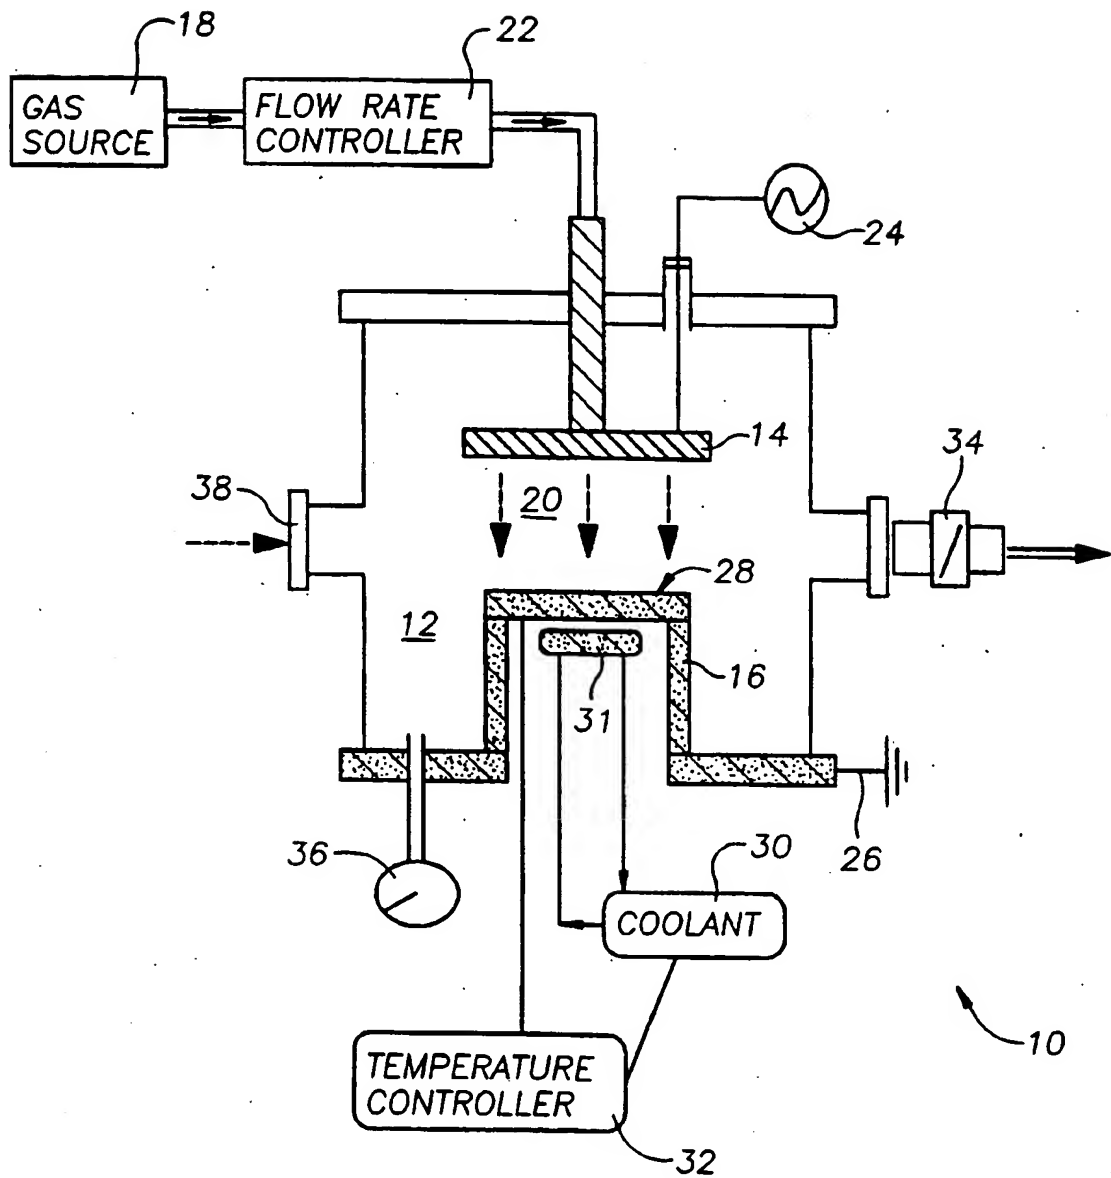 18
22
GAS
SOURCE
FLOW RATE
CONTROLLER
24
14
34
38
20
28
12
16
31
26
36
30
COOLANT
10
TEMPERATURE
CONTROLLER
32